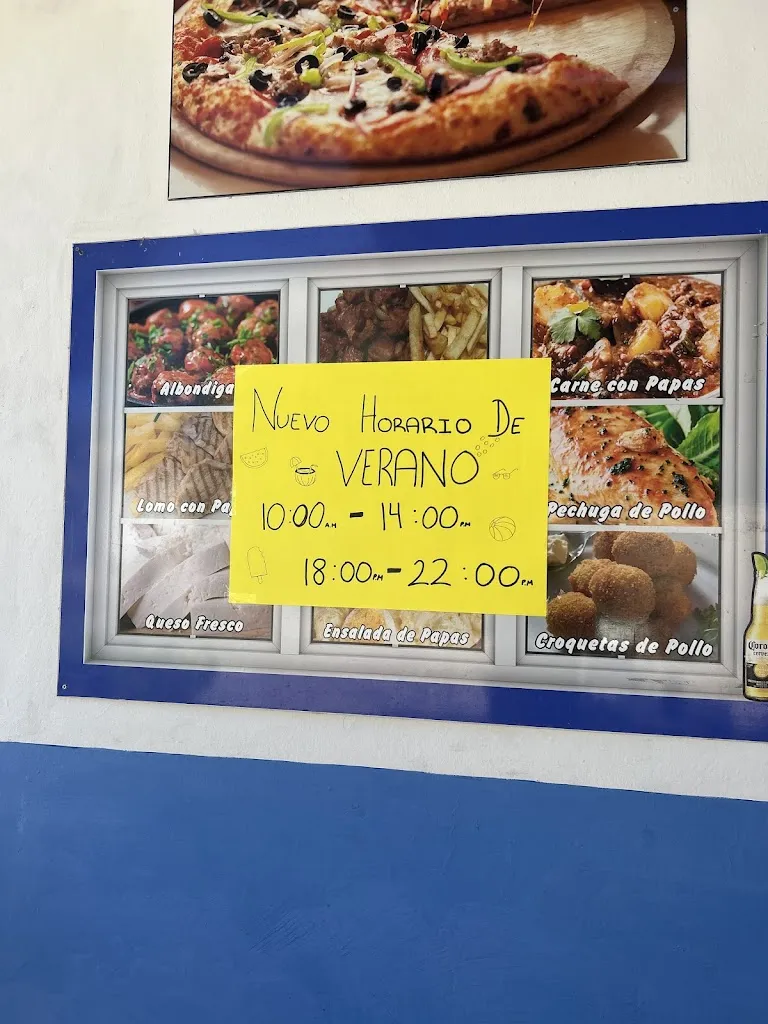 Albondiga
Carne con Papas
NUEVO HORARIO DE
VERANO
10:00AM - 14:00PM
18:00PM - 22:00PM
Lomo con Pa
Pechuga de Pollo
Queso Fresco
Ensalada de Papas
Croquetas de Pollo